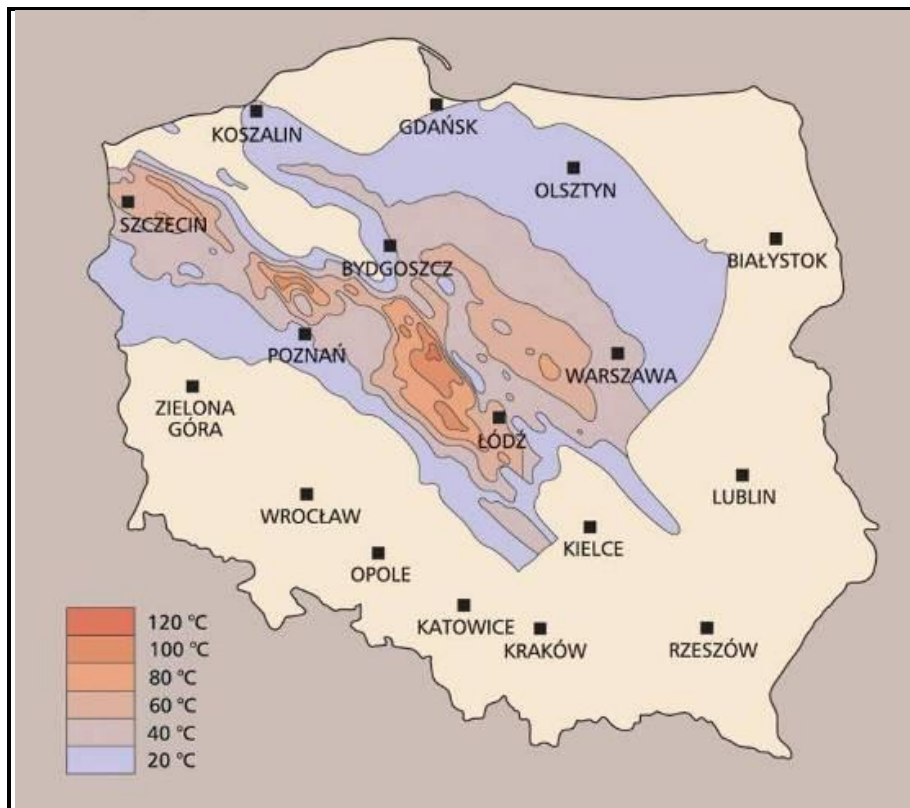 KOSZALIN
GDAŃSK
OLSZTYN
SZCZECIN
BIAŁYSTOK
BYDGOSZCZ
POZNAŃ
WARSZAWA
ZIELONA
GÓRA
ŁÓDŹ
LUBLIN
WROCŁAW
KIELCE
OPOLE
KATOWICE
KRAKÓW
RZESZÓW
120 °C
100 °C
80 °C
60 °C
40 °C
20 °C